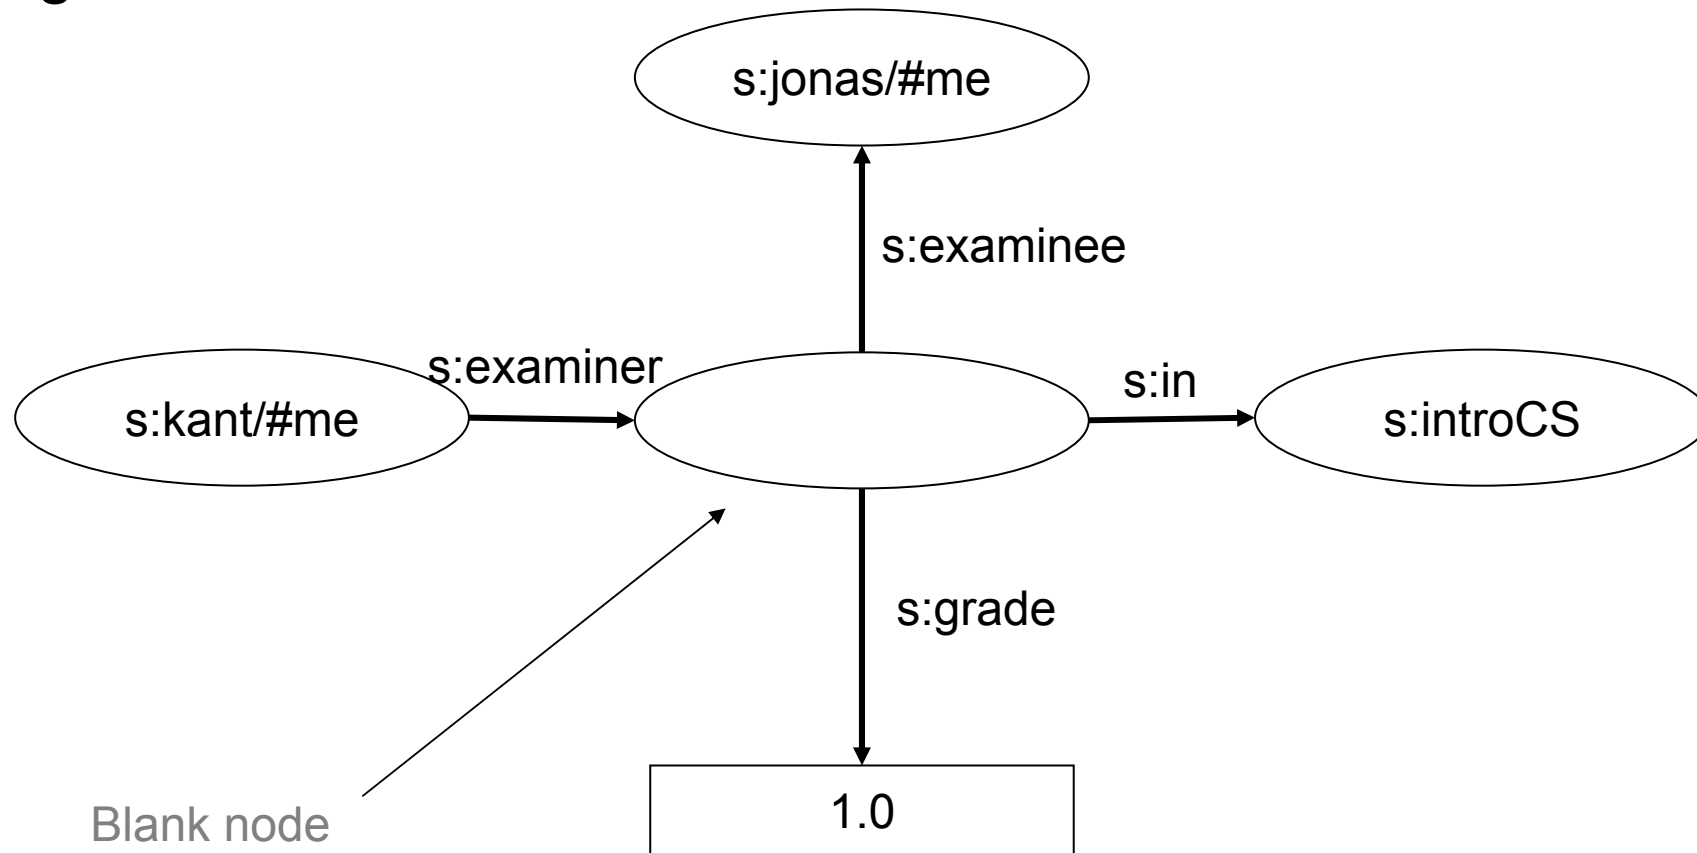 s:jonas/#me
s:examinee
s:examiner
s:in
s:kant/#me
s:introCS
s:grade
1.0
Blank node